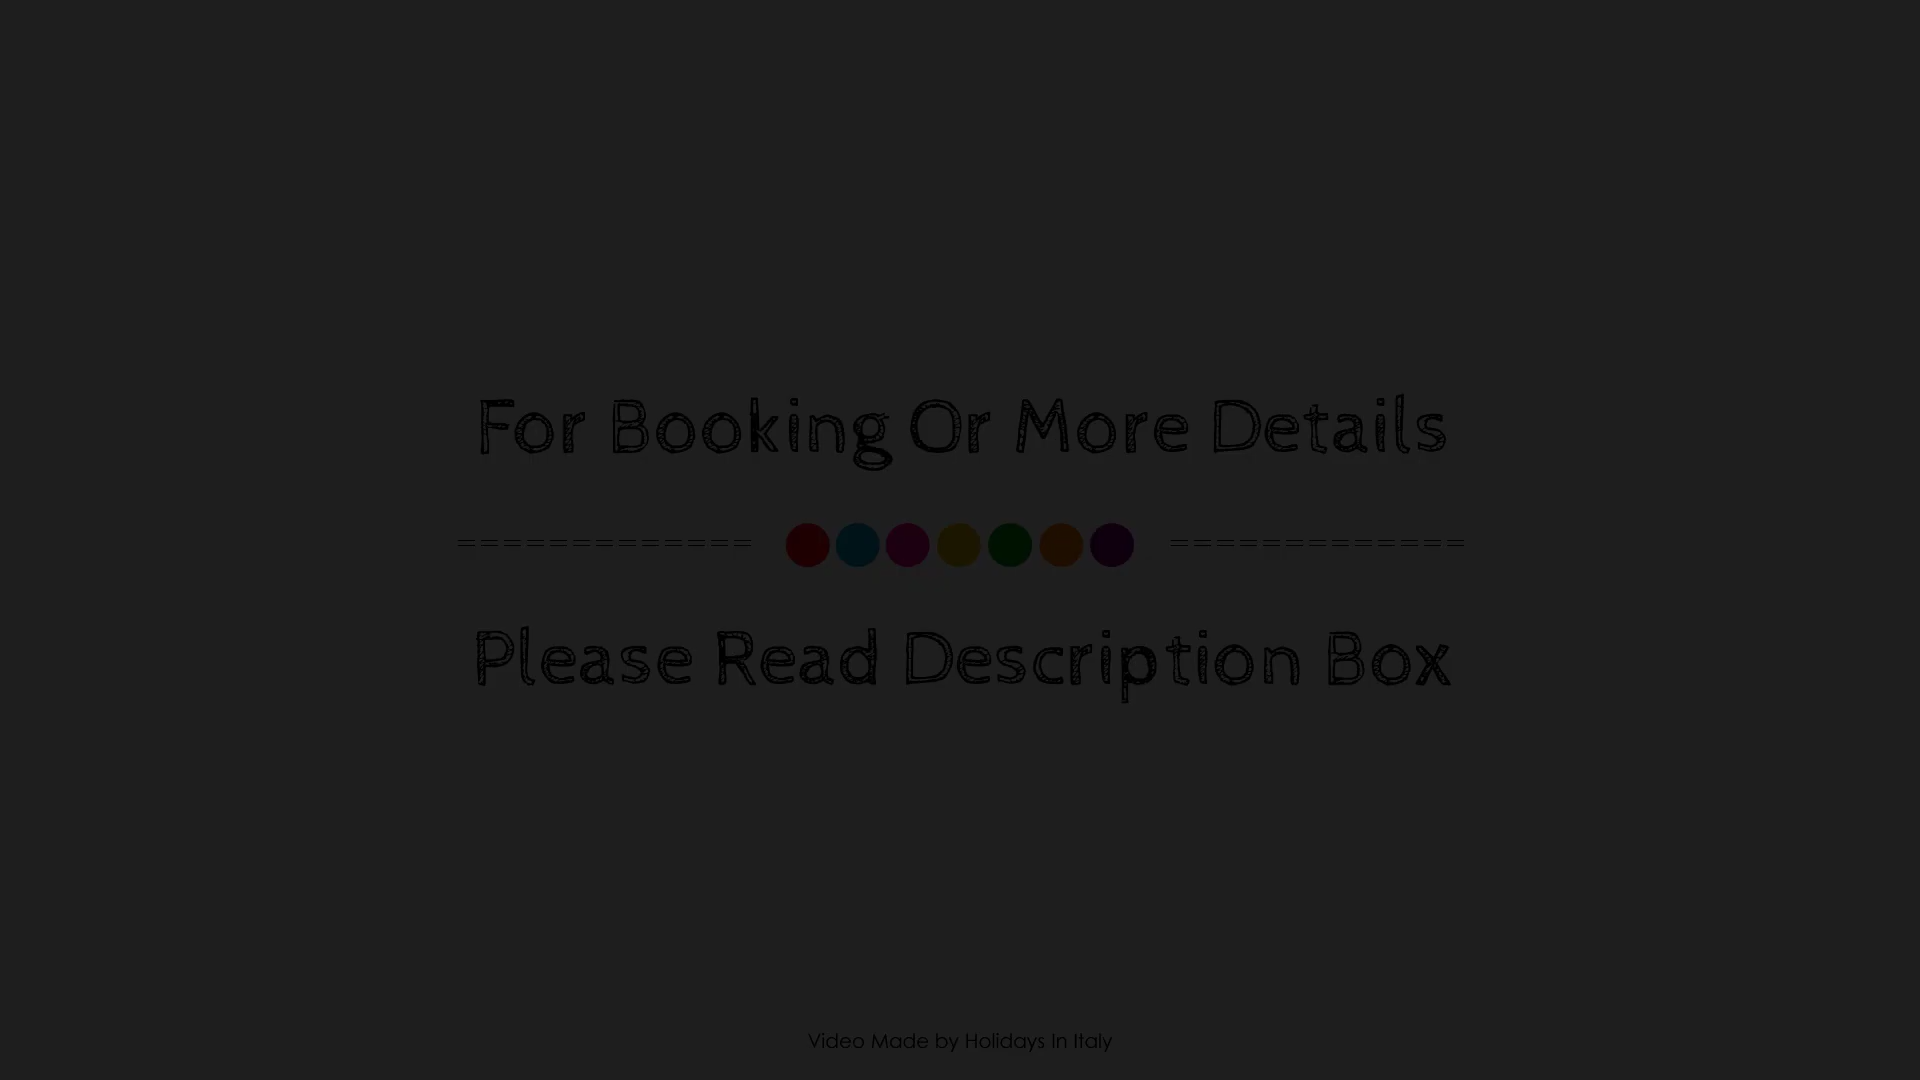 For Booking Or More Details
============= =============
Please Read Description Box
Video Made by Holidays In Italy